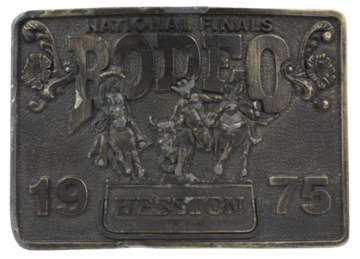 NATIONAL FINALS
RODEO
19 75
HESSTON